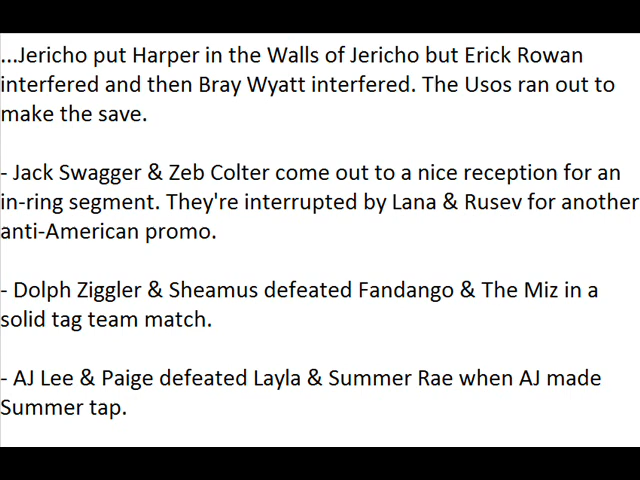 ...Jericho put Harper in the Walls of Jericho but Erick Rowan
interfered and then Bray Wyatt interfered. The Usos ran out to
make the save.
- Jack Swagger & Zeb Colter come out to a nice reception for an
in-ring segment. They're interrupted by Lana & Rusev for another
anti-American promo.
- Dolph Ziggler & Sheamus defeated Fandango & The Miz in a
solid tag team match.
- AJ Lee & Paige defeated Layla & Summer Rae when AJ made
Summer tap.